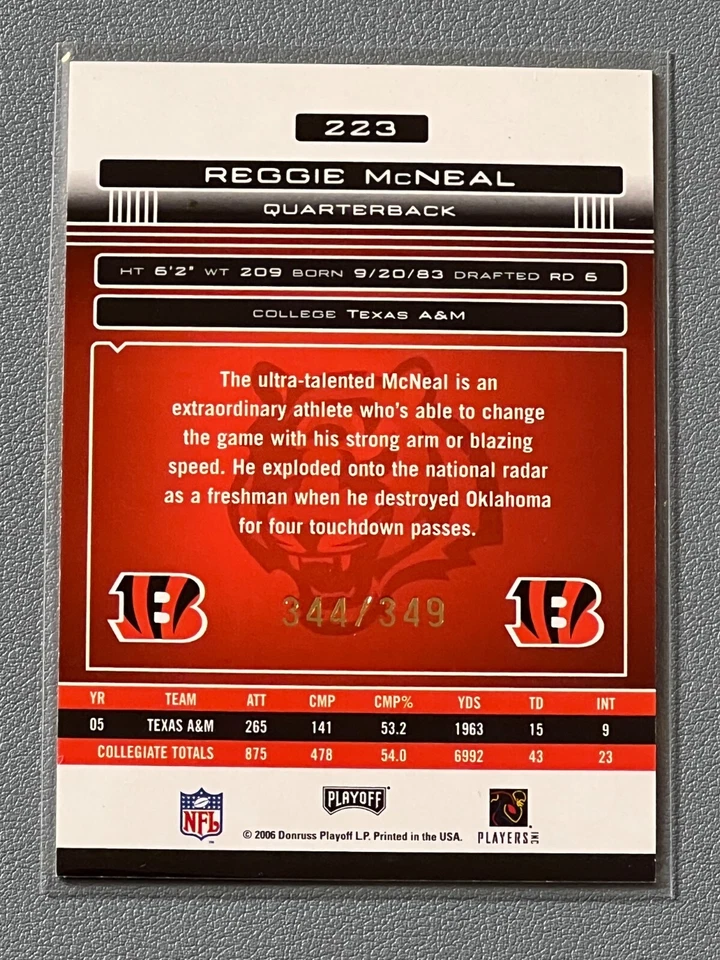 223
REGGIE McNEAL
QUARTERBACK
HT 6'2" WT 209 BORN 9/20/83 DRAFTED RD 6
COLLEGE TEXAS A&M
The ultra-talented McNeal is an
extraordinary athlete who's able to change
the game with his strong arm or blazing
speed. He exploded onto the national radar
as a freshman when he destroyed Oklahoma
for four touchdown passes.
B B
344/349
YR TEAM ATT CMP CMP% YDS TD INT
05 TEXAS A&M 265 141 53.2 1963 15 9
COLLEGIATE TOTALS 875 478 54.0 6992 43 23
NFL PLAYOFF PLAYERS INC
© 2006 Donruss Playoff L.P. Printed in the USA.